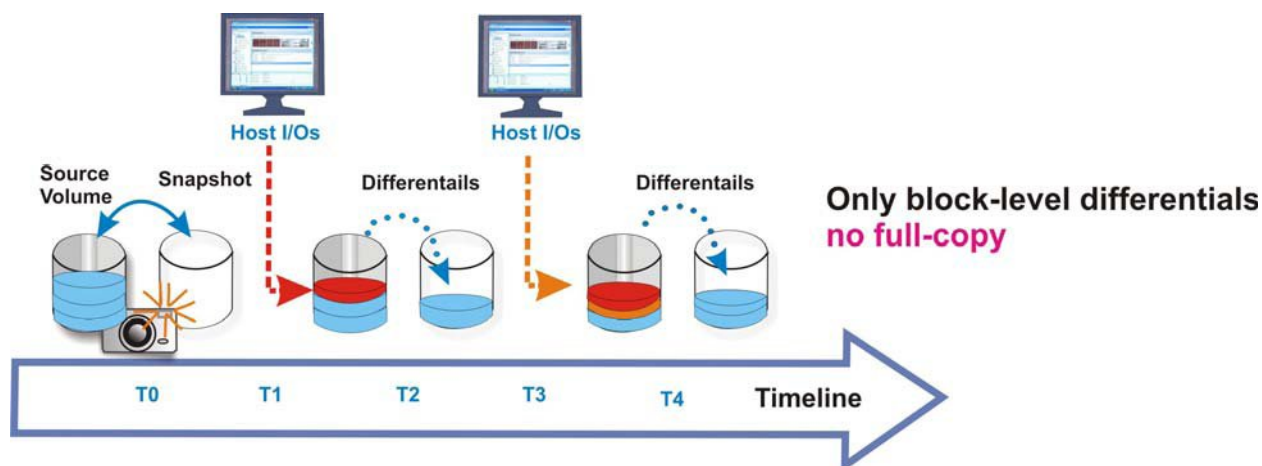 Host I/Os
Host I/Os
Source
Volume
Snapshot
Differentails
Differentails
Only block-level differentials
no full-copy
T0
T1
T2
T3
T4
Timeline